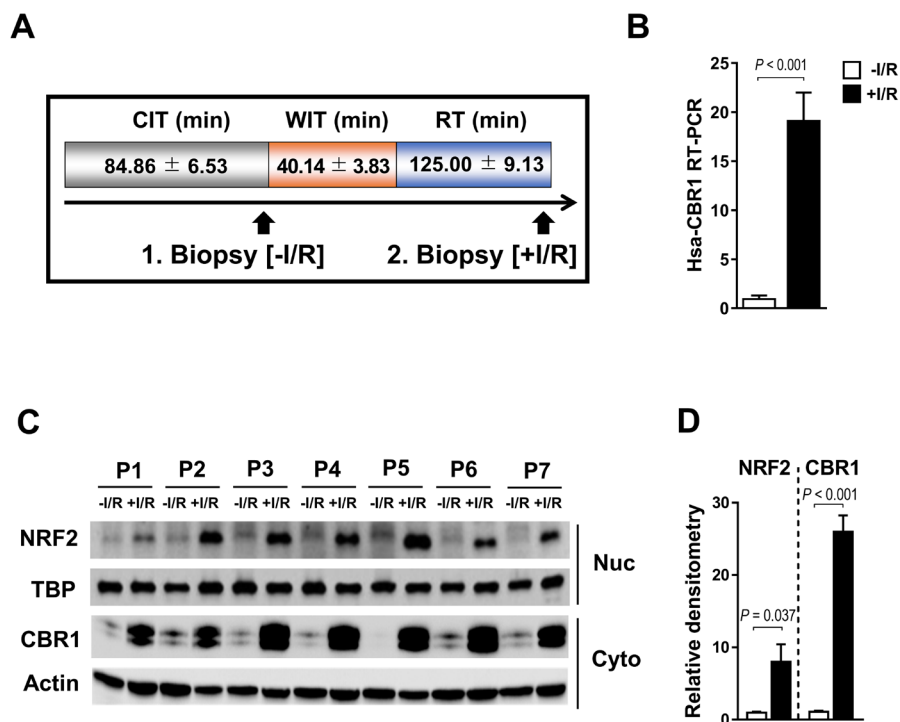 A
CIT (min) WIT (min) RT (min)
84.86 ± 6.53 40.14 ± 3.83 125.00 ± 9.13
1. Biopsy [-I/R] 2. Biopsy [+I/R]
B
P < 0.001
-I/R
+I/R
Hsa-CBR1 RT-PCR
25
20
15
10
5
0
C
P1 P2 P3 P4 P5 P6 P7
-I/R +I/R -I/R +I/R -I/R +I/R -I/R +I/R -I/R +I/R -I/R +I/R -I/R +I/R
NRF2
TBP
Nuc
CBR1
Actin
Cyto
D
NRF2 CBR1
P < 0.001
P = 0.037
Relative densitometry
30
20
10
0